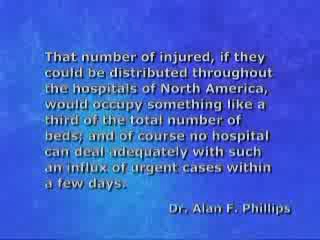 That number of injured, if they
could be distributed throughout
the hospitals of North America,
would occupy something like a
third of the total number of
beds; and of course no hospital
can deal adequately with such
an influx of urgent cases within
a few days.
Dr. Alan F. Phillips